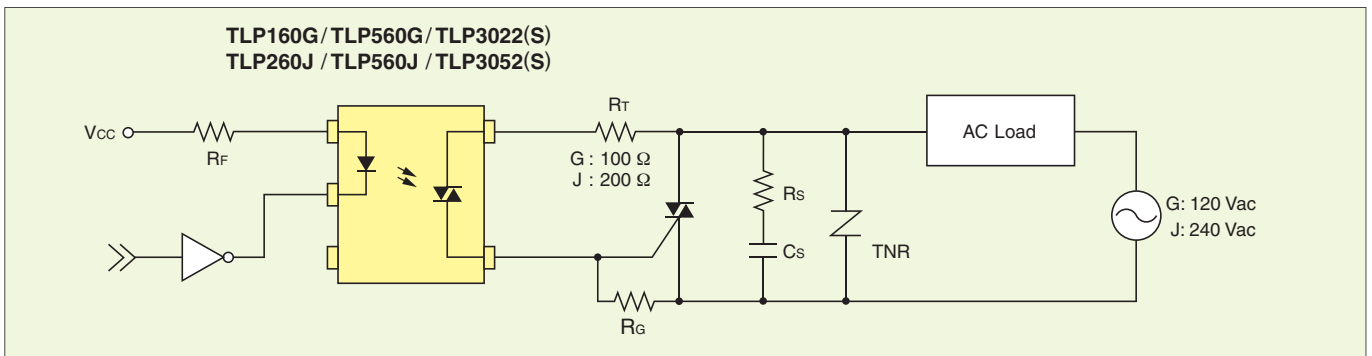 TLP160G/TLP560G/TLP3022(S)
TLP260J /TLP560J /TLP3052(S)
VCC
RF
RT
G : 100 Ω
J : 200 Ω
RS
CS
TNR
AC Load
G: 120 Vac
J: 240 Vac
RG